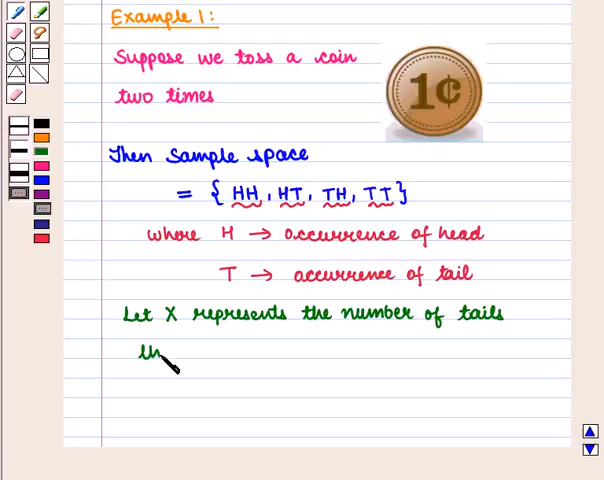 Example 1:
Suppose we toss a coin
two times
1¢
Then Sample space
= { HH, HT, TH, TT}
where H → occurrence of head
T → occurrence of tail
Let X represents the number of tails